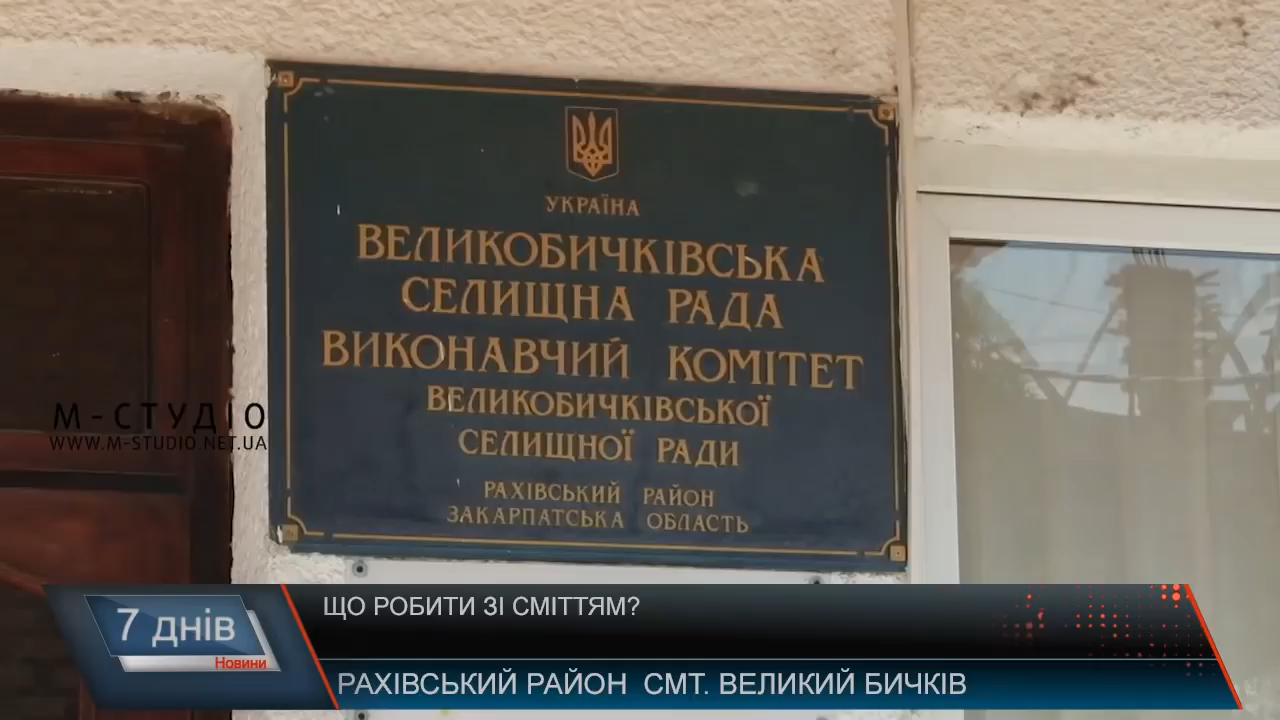 УКРАЇНА
ВЕЛИКОБИЧКІВСЬКА
СЕЛИЩНА РАДА
ВИКОНАВЧИЙ КОМІТЕТ
ВЕЛИКОБИЧКІВСЬКОЇ
СЕЛИЩНОЇ РАДИ
РАХІВСЬКИЙ РАЙОН
ЗАКАРПАТСЬКА ОБЛАСТЬ
М-СТУДІО
WWW.M-STUDIO.NET.UA
7 днів
Новини
ЩО РОБИТИ ЗІ СМІТТЯМ?
РАХІВСЬКИЙ РАЙОН СМТ. ВЕЛИКИЙ БИЧКІВ